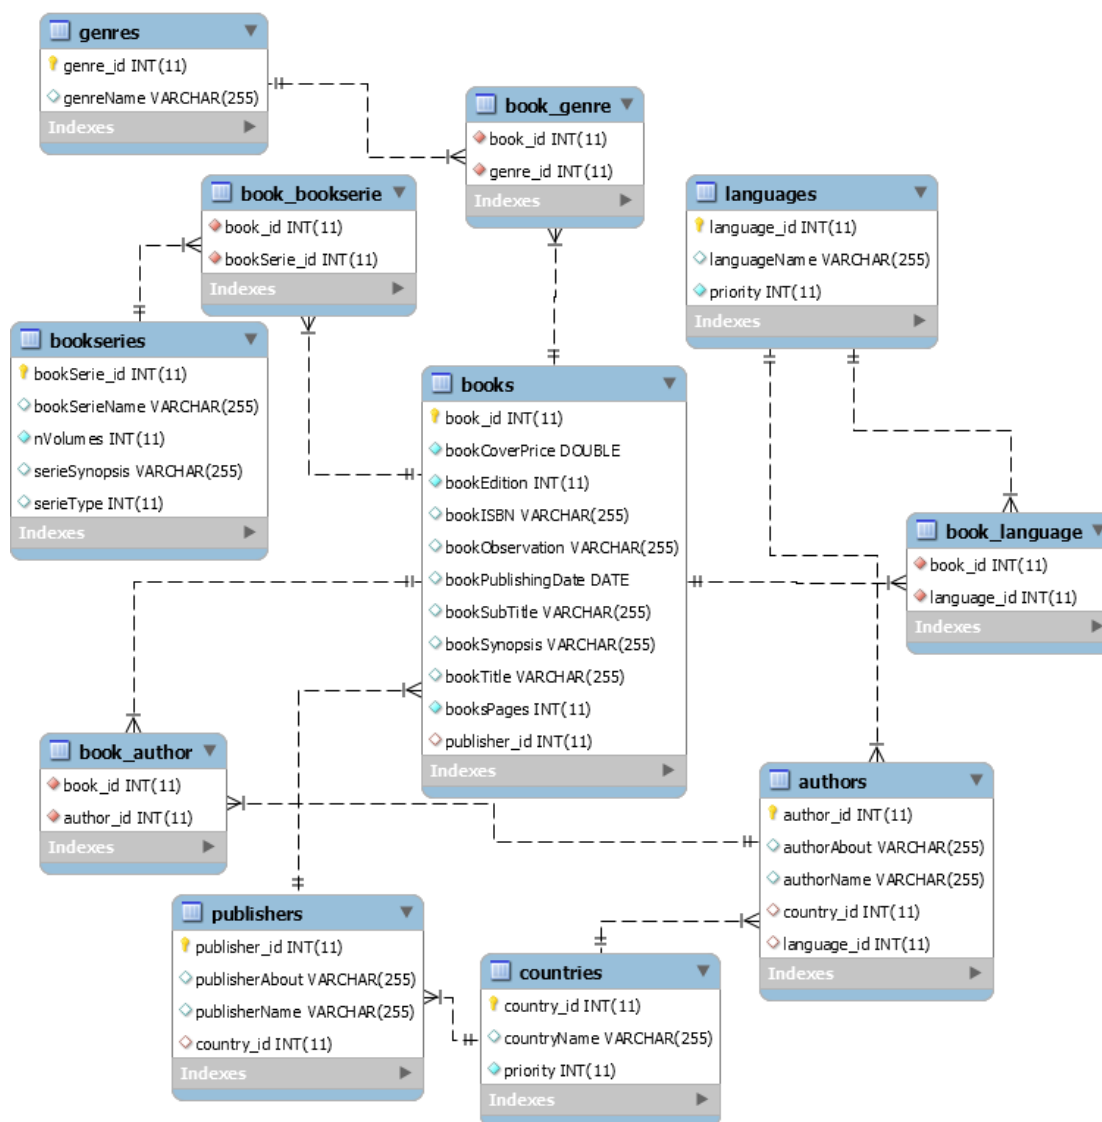 genres
genre_id INT(11)
genreName VARCHAR(255)
Indexes
book_genre
book_id INT(11)
genre_id INT(11)
Indexes
book_bookserie
book_id INT(11)
bookSerie_id INT(11)
Indexes
languages
language_id INT(11)
languageName VARCHAR(255)
priority INT(11)
Indexes
bookseries
bookSerie_id INT(11)
bookSerieName VARCHAR(255)
nVolumes INT(11)
serieSynopsis VARCHAR(255)
serieType INT(11)
Indexes
books
book_id INT(11)
bookCoverPrice DOUBLE
bookEdition INT(11)
bookISBN VARCHAR(255)
bookObservation VARCHAR(255)
bookPublishingDate DATE
bookSubTitle VARCHAR(255)
bookSynopsis VARCHAR(255)
bookTitle VARCHAR(255)
booksPages INT(11)
publisher_id INT(11)
Indexes
book_language
book_id INT(11)
language_id INT(11)
Indexes
book_author
book_id INT(11)
author_id INT(11)
Indexes
authors
author_id INT(11)
authorAbout VARCHAR(255)
authorName VARCHAR(255)
country_id INT(11)
language_id INT(11)
Indexes
publishers
publisher_id INT(11)
publisherAbout VARCHAR(255)
publisherName VARCHAR(255)
country_id INT(11)
Indexes
countries
country_id INT(11)
countryName VARCHAR(255)
priority INT(11)
Indexes